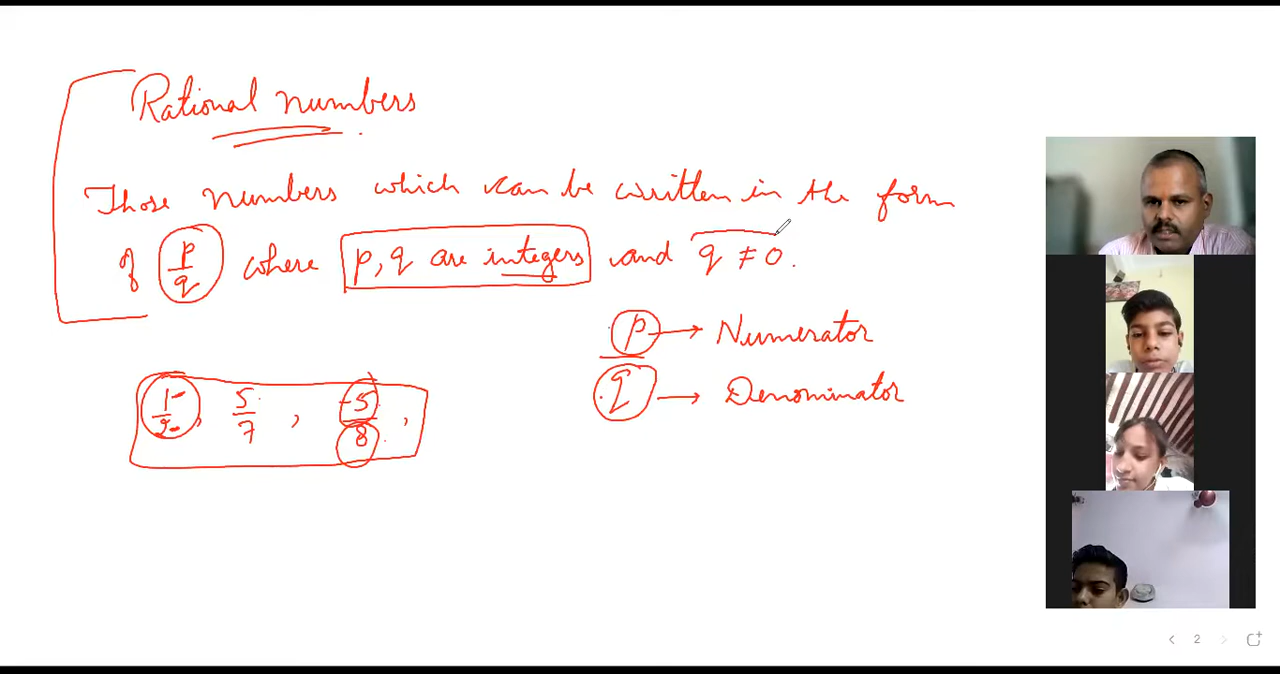 Rational numbers
Those numbers which can be written in the form
of p/q where p, q are integers and q ≠ 0.
p → Numerator
q → Denominator
1/2, 5/7, -5/8,
2